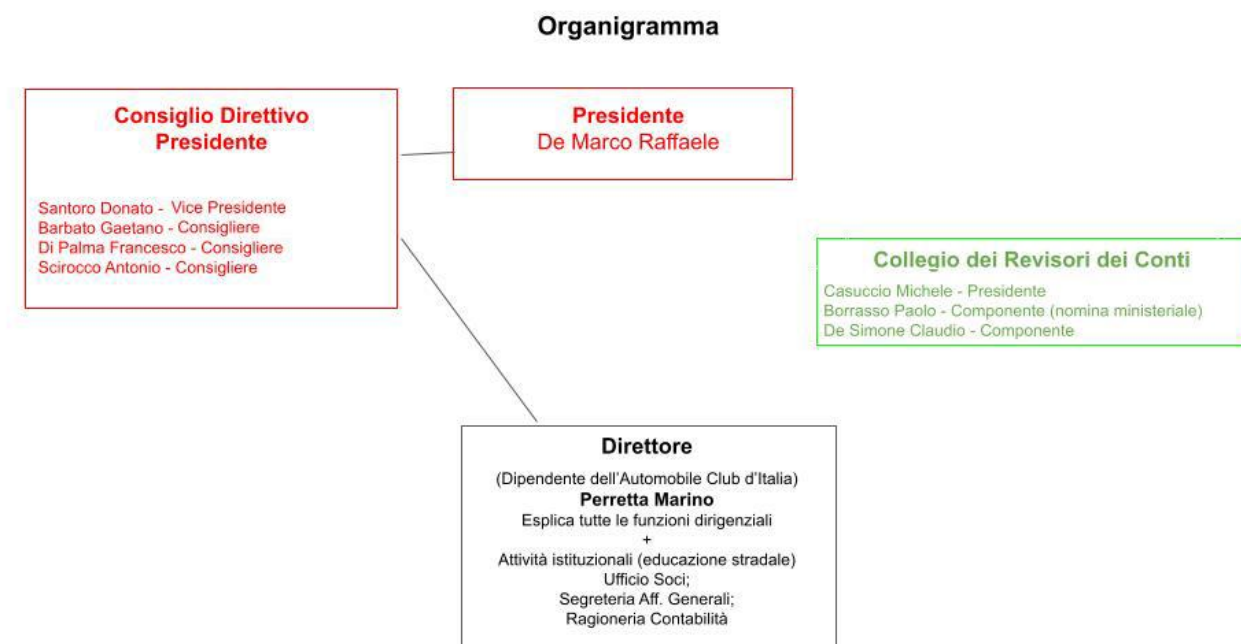 Organigramma
Consiglio Direttivo
Presidente
Santoro Donato - Vice Presidente
Barbato Gaetano - Consigliere
Di Palma Francesco - Consigliere
Scirocco Antonio - Consigliere
Presidente
De Marco Raffaele
Collegio dei Revisori dei Conti
Casuccio Michele - Presidente
Borrasso Paolo - Componente (nomina ministeriale)
De Simone Claudio - Componente
Direttore
(Dipendente dell'Automobile Club d'Italia)
Perretta Marino
Esplica tutte le funzioni dirigenziali
+
Attività istituzionali (educazione stradale)
Ufficio Soci;
Segreteria Aff. Generali;
Ragioneria Contabilità